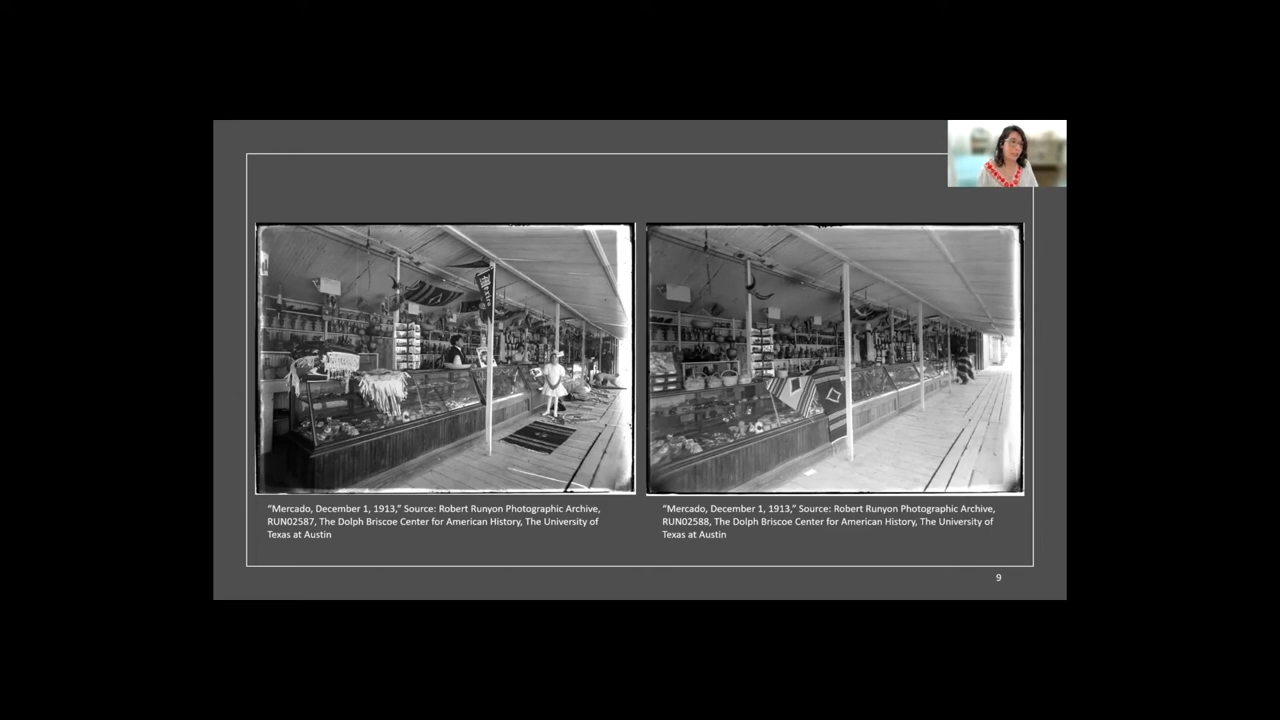 Mexico
“Mercado, December 1, 1913,” Source: Robert Runyon Photographic Archive,
RUN02587, The Dolph Briscoe Center for American History, The University of
Texas at Austin
“Mercado, December 1, 1913,” Source: Robert Runyon Photographic Archive,
RUN02588, The Dolph Briscoe Center for American History, The University of
Texas at Austin
9